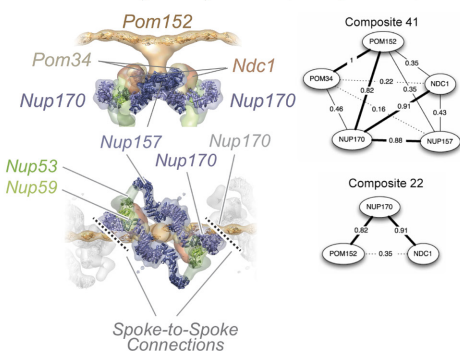 Pom152
Pom34
Ndc1
Nup170
Nup170
Nup157
Nup170
Nup170
Nup53
Nup59
Spoke-to-Spoke
Connections
Composite 41
POM152
1
0.35
POM34
0.22
NDC1
0.82
0.35
0.46
0.16
0.91
0.43
NUP170
0.88
NUP157
Composite 22
NUP170
0.82
0.91
POM152
0.35
NDC1